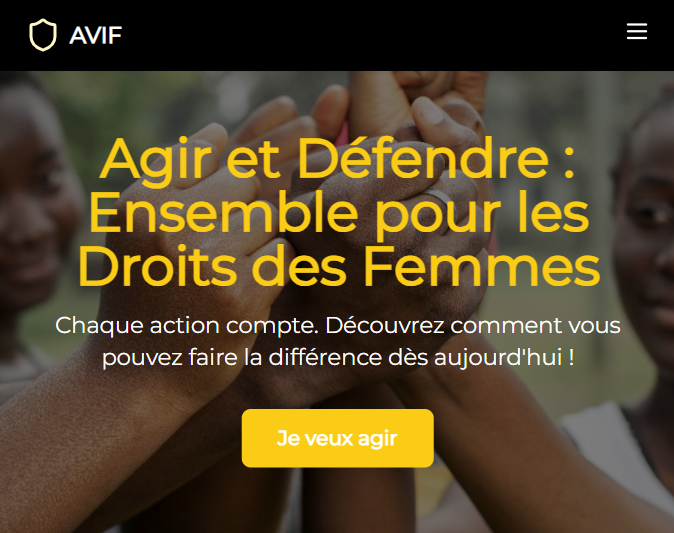 AVIF
Agir et Défendre :
Ensemble pour les
Droits des Femmes
Chaque action compte. Découvrez comment vous
pouvez faire la différence dès aujourd'hui !
Je veux agir